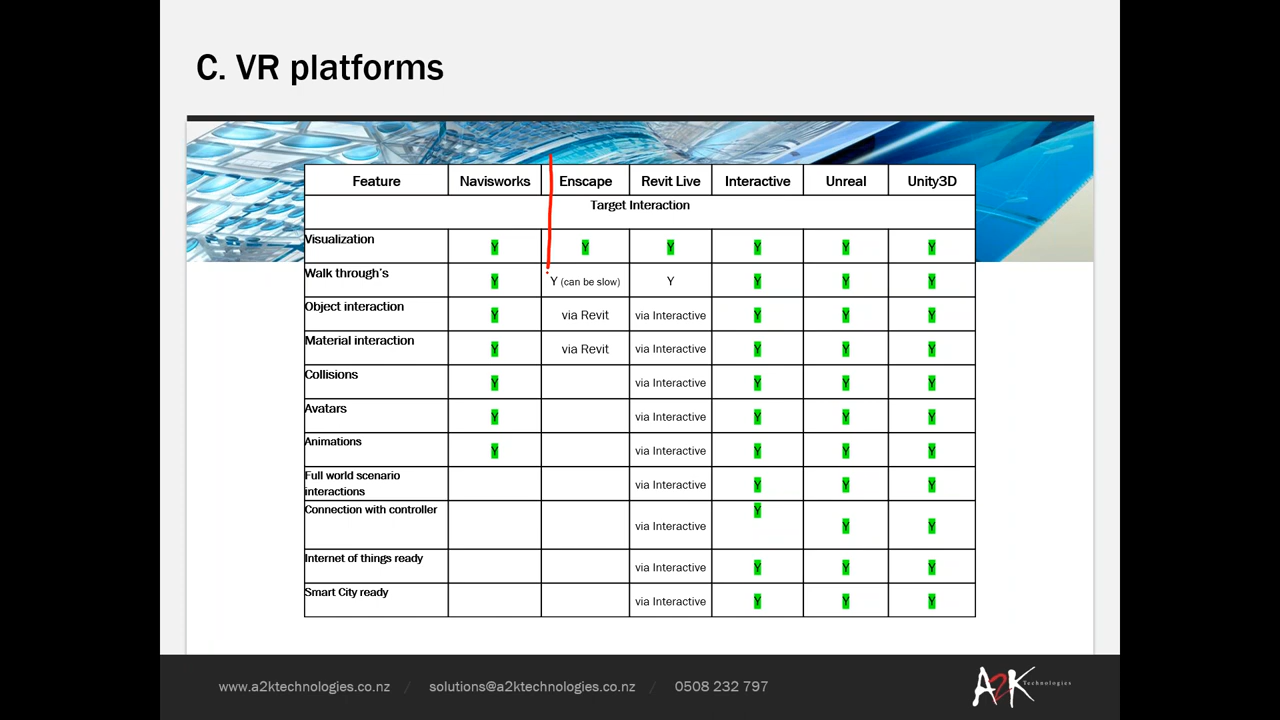 C. VR platforms
Feature Navisworks Enscape Revit Live Interactive Unreal Unity3D
Target Interaction
Visualization Y Y Y Y Y Y
Walk through's Y Y (can be slow) Y Y Y Y
Object interaction Y via Revit via Interactive Y Y Y
Material interaction Y via Revit via Interactive Y Y Y
Collisions Y via Interactive Y Y Y
Avatars Y via Interactive Y Y Y
Animations Y via Interactive Y Y Y
Full world scenario
interactions via Interactive Y Y Y
Connection with controller via Interactive Y Y Y
Internet of things ready via Interactive Y Y Y
Smart City ready via Interactive Y Y Y
www.a2ktechnologies.co.nz / solutions@a2ktechnologies.co.nz / 0508 232 797
A2K Technologies